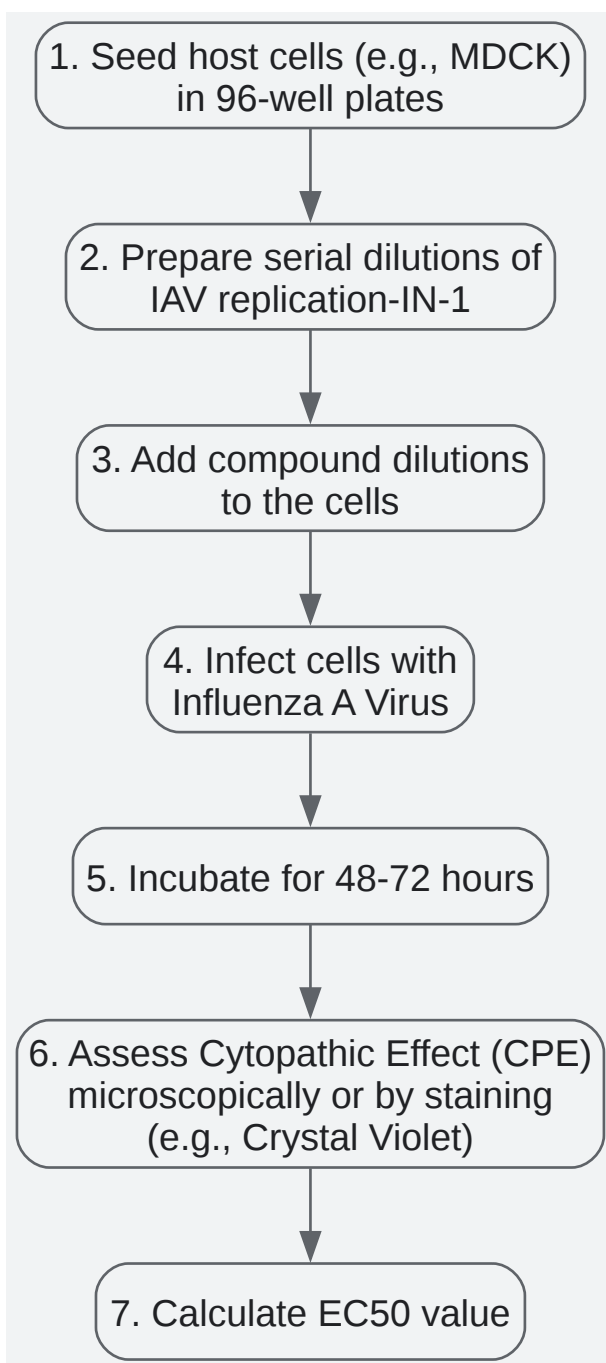 1. Seed host cells (e.g., MDCK)
in 96-well plates
2. Prepare serial dilutions of
IAV replication-IN-1
3. Add compound dilutions
to the cells
4. Infect cells with
Influenza A Virus
5. Incubate for 48-72 hours
6. Assess Cytopathic Effect (CPE)
microscopically or by staining
(e.g., Crystal Violet)
7. Calculate EC50 value